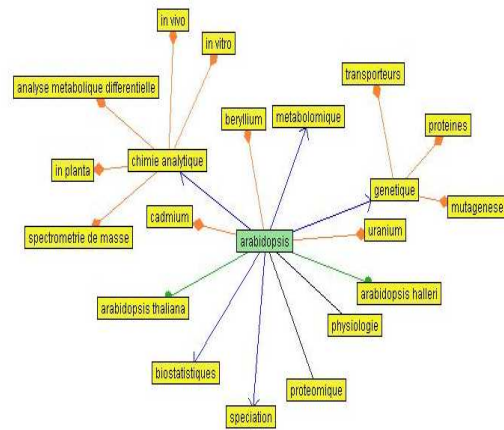 in vivo
in vitro
analyse metabolique differentielle
transporteurs
beryllium
metabolomique
proteines
chimie analytique
in planta
genetique
mutagenese
cadmium
spectrometrie de masse
uranium
arabidopsis
arabidopsis halleri
arabidopsis thaliana
physiologie
biostatistiques
proteomique
speciation